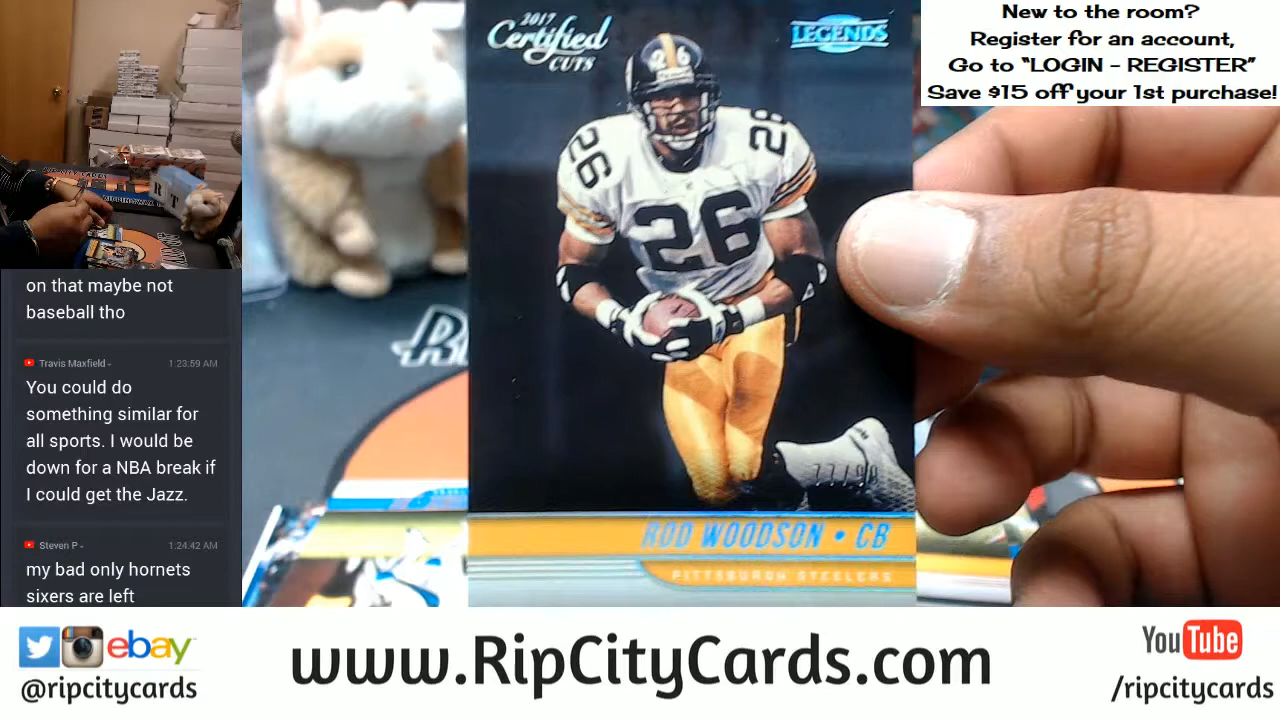 New to the room?
Register for an account,
Go to “LOGIN - REGISTER”
Save $15 off your 1st purchase!
2017
Certified
CUTS
LEGENDS
26
26
28
26
ROD WOODSON • CB
PITTSBURGH STEELERS
R T
on that maybe not
baseball tho
Travis Maxfield
1:23:59 AM
You could do
something similar for
all sports. I would be
down for a NBA break if
I could get the Jazz.
Steven P
1:24:42 AM
my bad only hornets
sixers are left
ebay
@ripcitycards
www.RipCityCards.com
YouTube
/ripcitycards